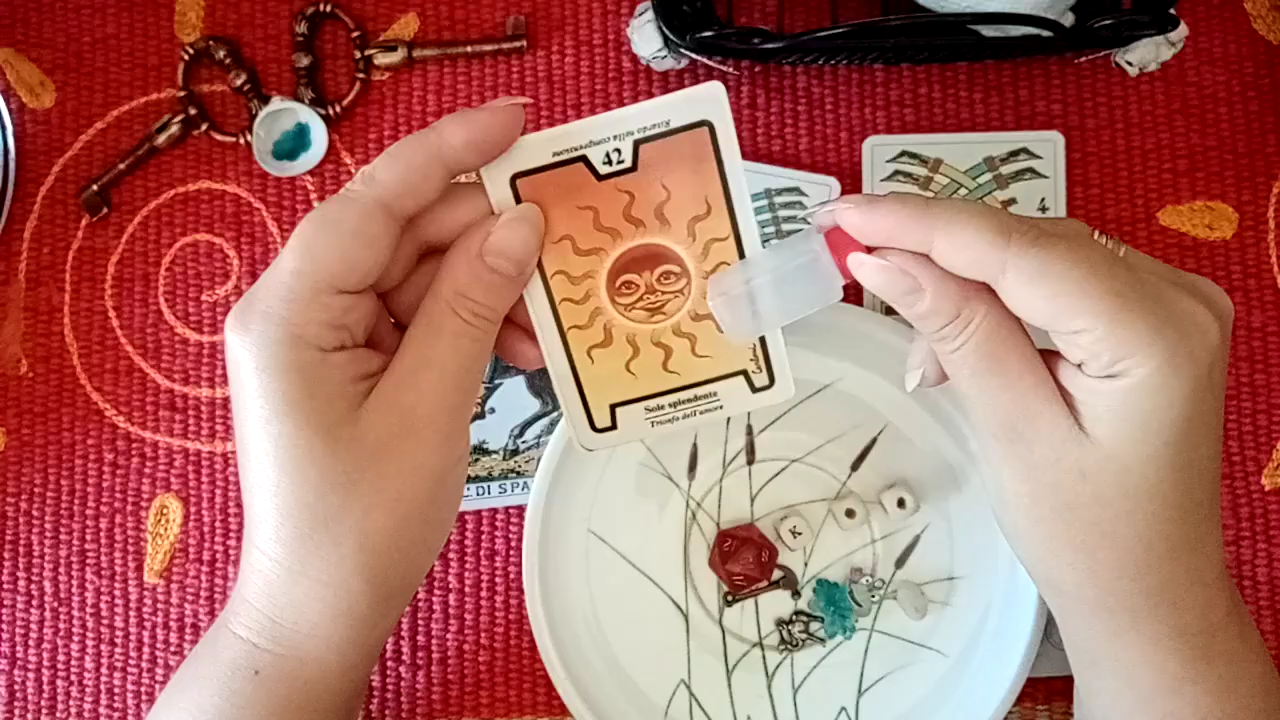 Ritardo nella comprensione
42
Sole splendente
Trionfo dell'amore
4
C. DI SPA
K